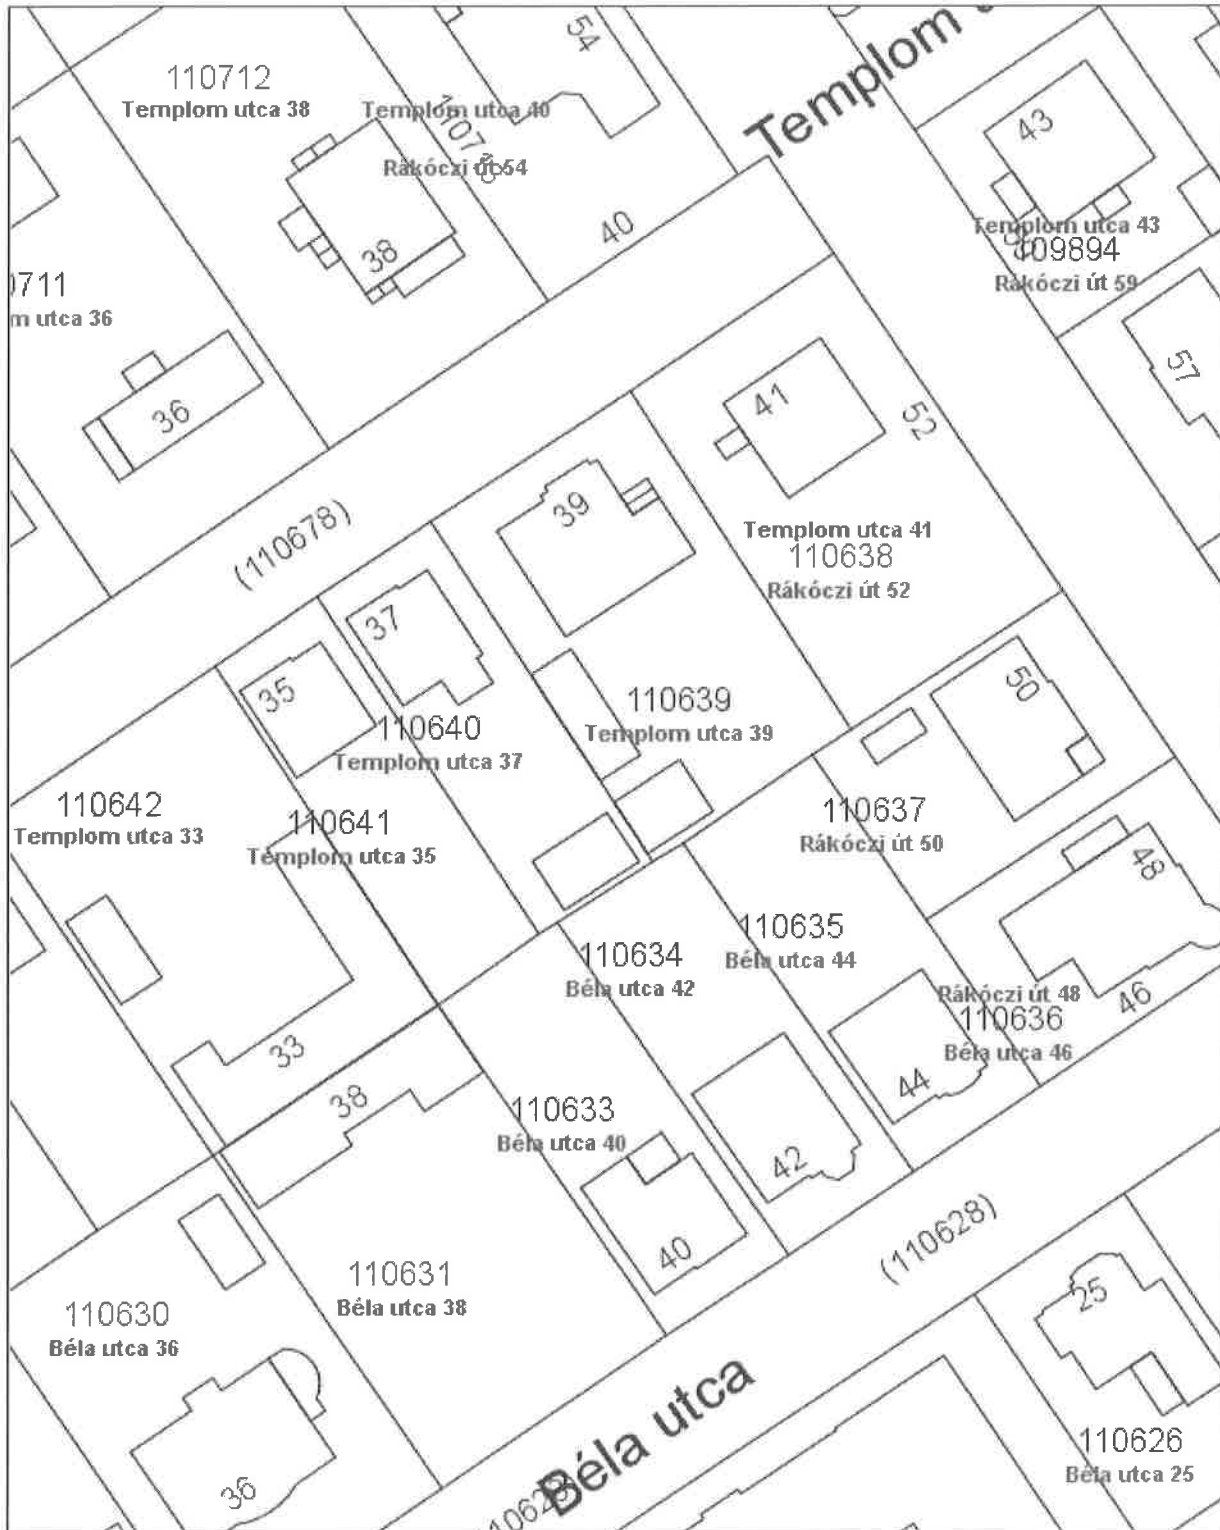 54
Templom
110712
Templom utca 38
Templom utca 40
43
Rákóczi út 54
40
Templom utca 43
109894
38
Rákóczi út 59
0711
m utca 36
57
36
41
52
39
(110678)
Templom utca 41
110638
Rákóczi út 52
37
35
50
110639
Templom utca 39
110640
Templom utca 37
110642
Templom utca 33
110641
Templom utca 35
110637
Rákóczi út 50
48
110635
Béla utca 44
110634
Béla utca 42
Rákóczi út 48
46
110636
Béla utca 46
33
44
38
110633
Béla utca 40
42
(110628)
40
110631
Béla utca 38
110630
Béla utca 36
25
Béla utca
110626
Béla utca 25
36